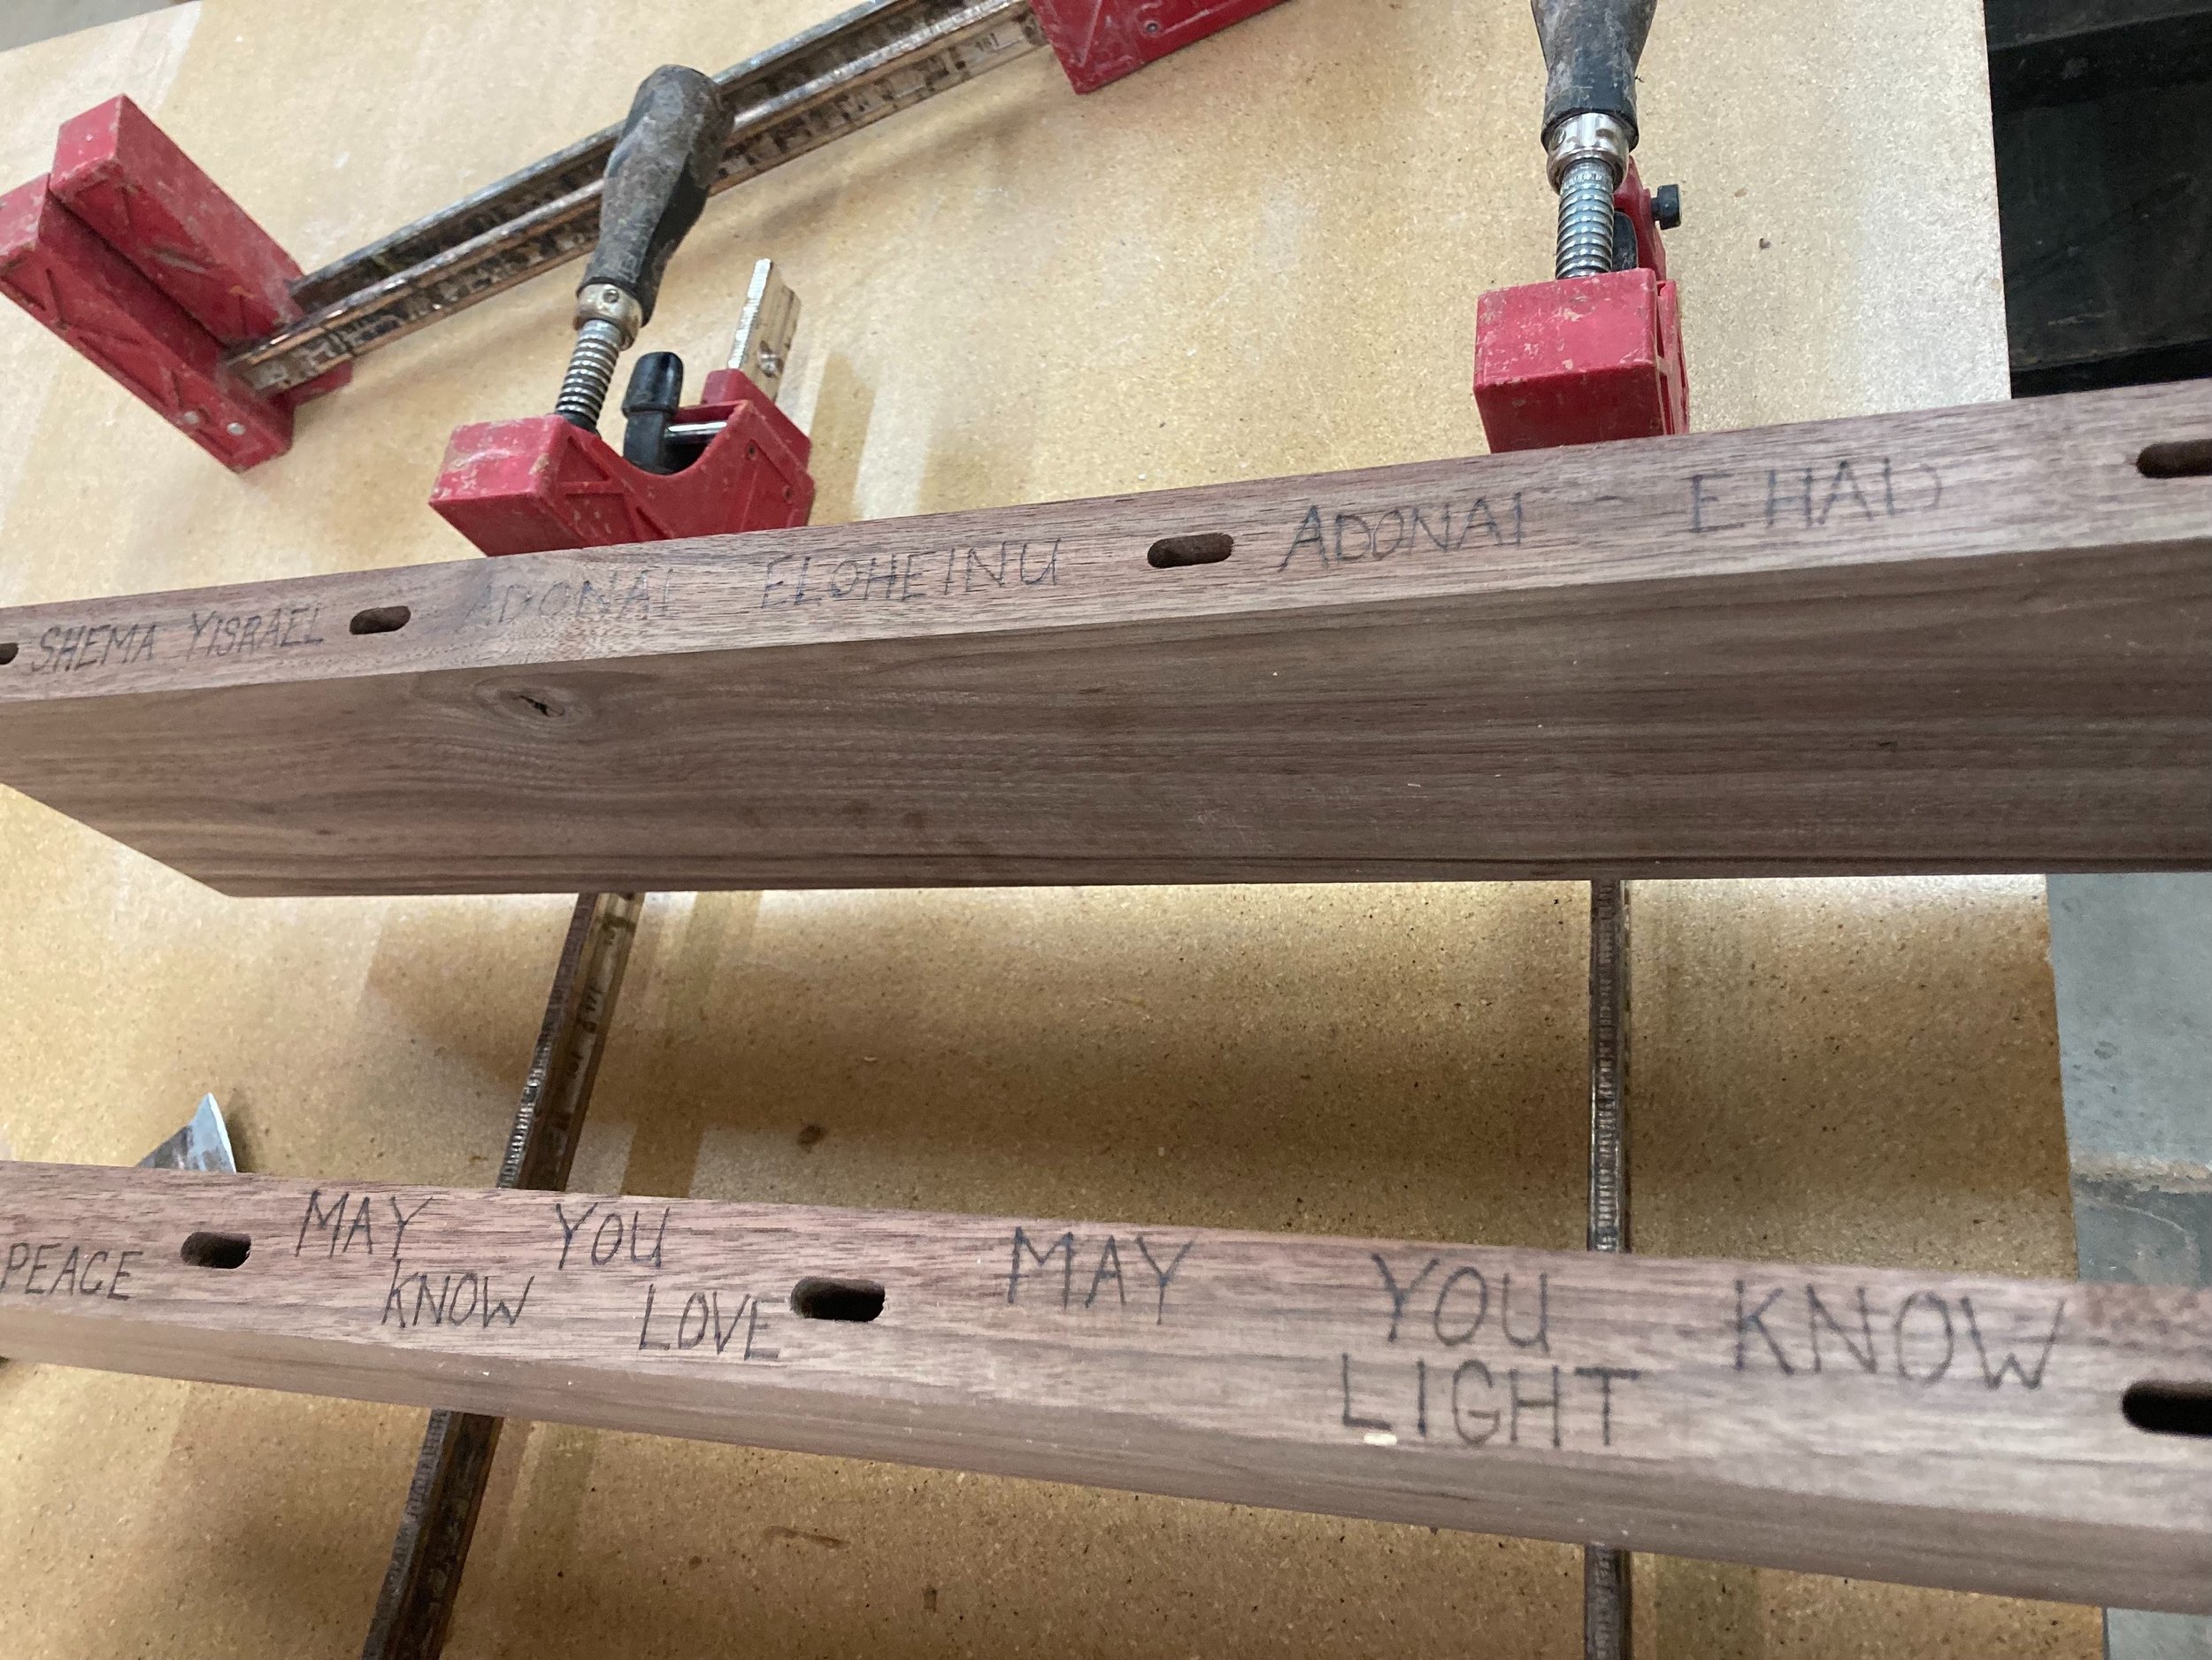 SHEMA YISRAEL ADONAI ELOHEINU ADONAI EHAD
PEACE MAY YOU KNOW LOVE MAY YOU KNOW LIGHT